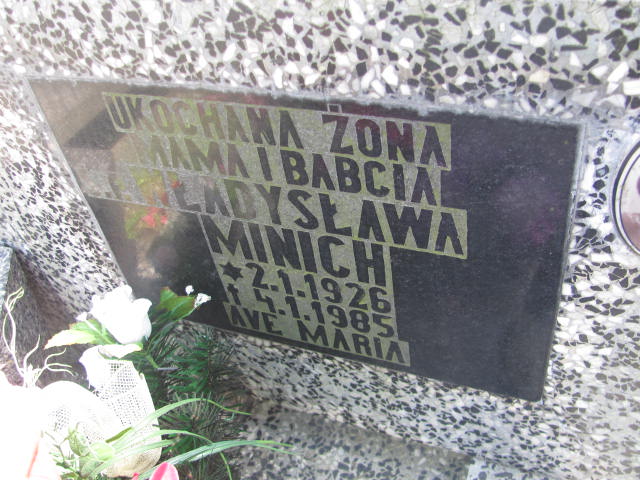 UKOCHANA ŻONA
MAMA I BABCIA
WŁADYSŁAWA
MINICH
* 2.1.1926
† 4.1.1985
AVE MARIA